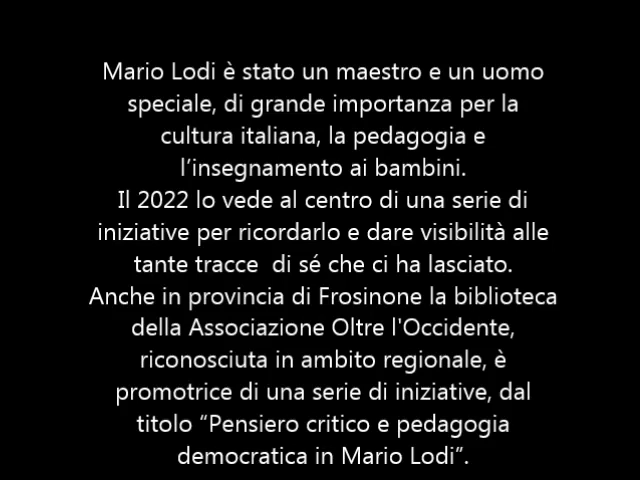 Mario Lodi è stato un maestro e un uomo
speciale, di grande importanza per la
cultura italiana, la pedagogia e
l’insegnamento ai bambini.
Il 2022 lo vede al centro di una serie di
iniziative per ricordarlo e dare visibilità alle
tante tracce  di sé che ci ha lasciato.
Anche in provincia di Frosinone la biblioteca
della Associazione Oltre l'Occidente,
riconosciuta in ambito regionale, è
promotrice di una serie di iniziative, dal
titolo “Pensiero critico e pedagogia
democratica in Mario Lodi”.